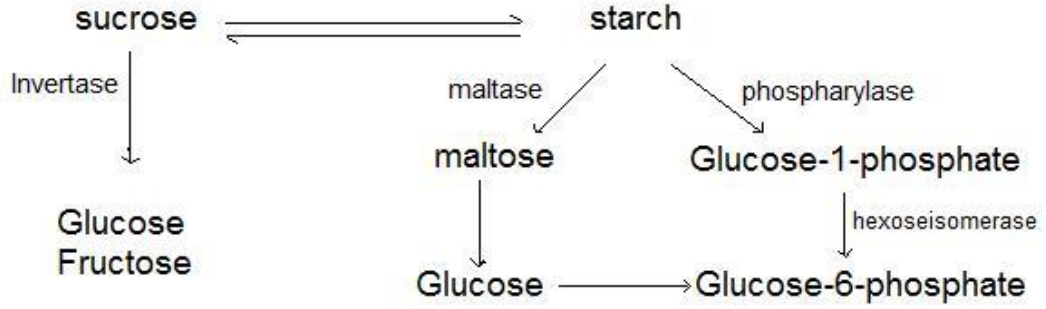 sucrose
starch
Invertase
maltase
phospharylase
maltose
Glucose-1-phosphate
Glucose
Fructose
hexoseisomerase
Glucose
Glucose-6-phosphate